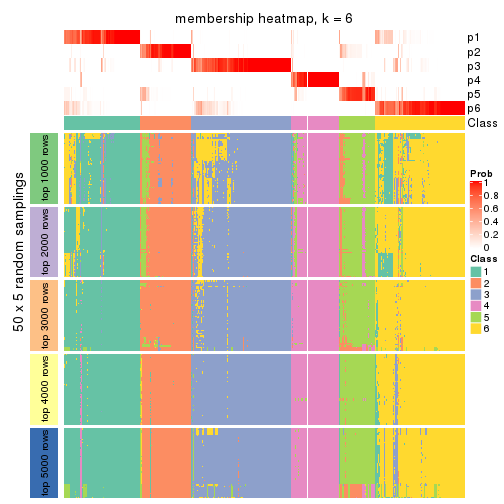 membership heatmap, k = 6
p1
p2
p3
p4
p5
p6
Class
50 x 5 random samplings
top 1000 rows
top 2000 rows
top 3000 rows
top 4000 rows
top 5000 rows
Prob
1
0.8
0.6
0.4
0.2
0
Class
1
2
3
4
5
6